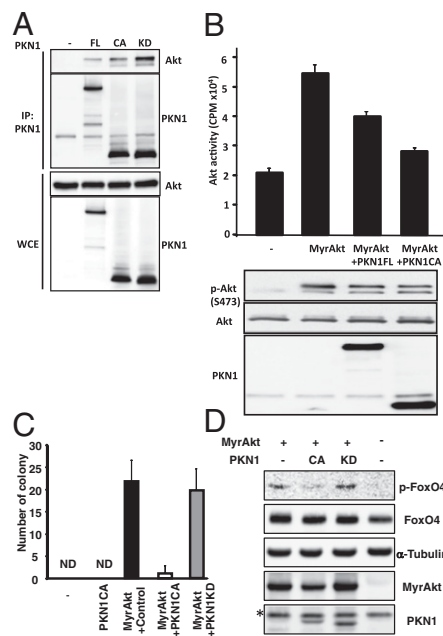 A
PKN1 - FL CA KD
Akt
IP:
PKN1
PKN1
Akt
WCE
PKN1
B
Akt activity (CPM x10⁴)
6
5
4
3
2
1
0
- MyrAkt MyrAkt MyrAkt
+PKN1FL +PKN1CA
p-Akt
(S473)
Akt
PKN1
C
Number of colony
30
25
20
15
10
5
0
ND ND
-
PKN1CA
MyrAkt
+Control
MyrAkt
+PKN1CA
MyrAkt
+PKN1KD
D
MyrAkt + + + -
PKN1 - CA KD -
p-FoxO4
FoxO4
α-Tubulin
MyrAkt
* PKN1